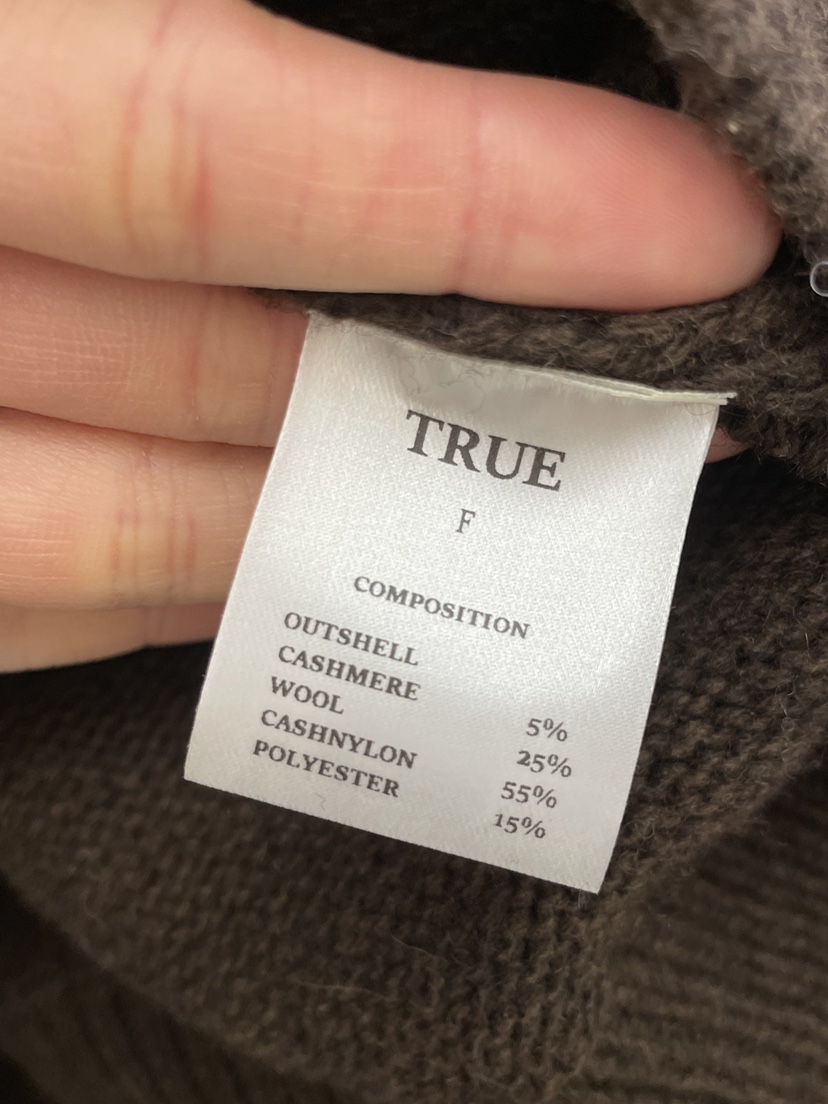 TRUE
F
COMPOSITION
OUTSHELL
CASHMERE 5%
WOOL 25%
CASHNYLON 55%
POLYESTER 15%